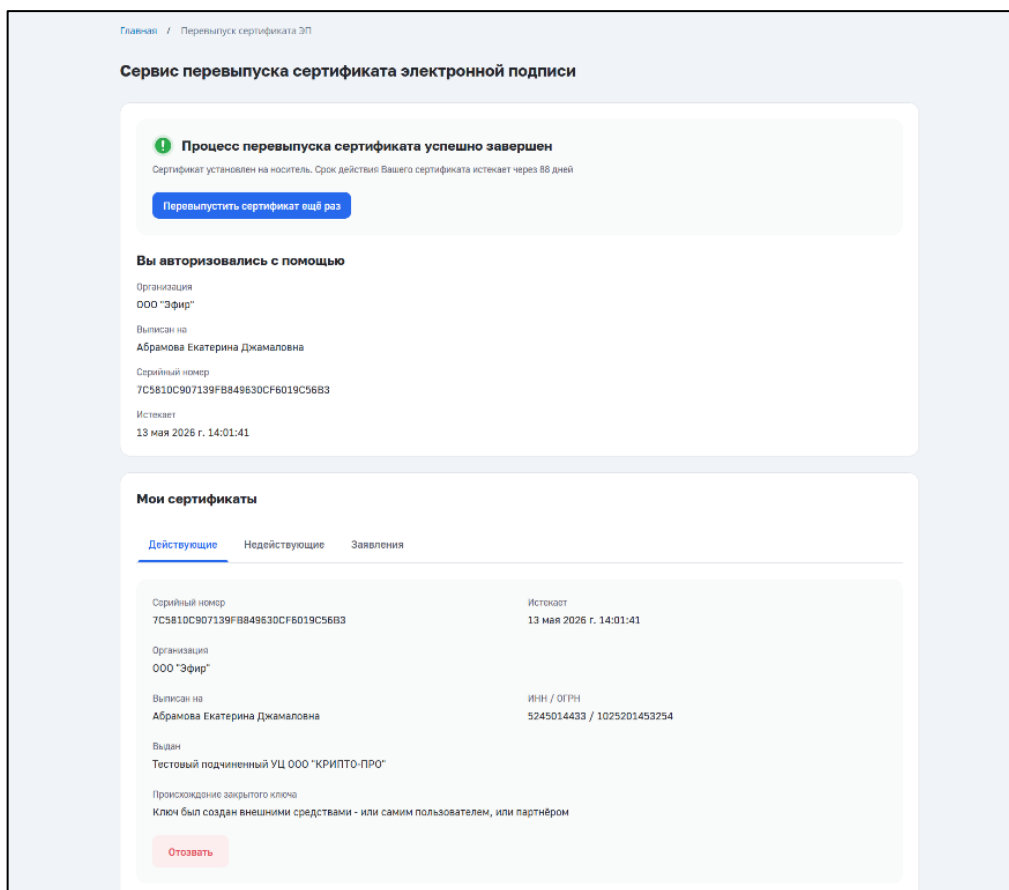 Главная / Перевыпуск сертификата ЭП
Сервис перевыпуска сертификата электронной подписи
Процесс перевыпуска сертификата успешно завершен
Сертификат установлен на носитель. Срок действия Вашего сертификата истекает через 88 дней
Перевыпустить сертификат ещё раз
Вы авторизовались с помощью
Организация
ООО "Эфир"
Выписан на
Абрамова Екатерина Джамаловна
Серийный номер
7C5810C907139FB849630CF6019C56B3
Истекает
13 мая 2026 г. 14:01:41
Мои сертификаты
Действующие Недействующие Заявления
Серийный номер Истекает
7C5810C907139FB849630CF6019C56B3 13 мая 2026 г. 14:01:41
Организация
ООО "Эфир"
Выписан на ИНН / ОГРН
Абрамова Екатерина Джамаловна 5245014433 / 1025201453254
Выдан
Тестовый подчиненный УЦ ООО "КРИПТО-ПРО"
Происхождение закрытого ключа
Ключ был создан внешними средствами - или самим пользователем, или партнёром
Отозвать